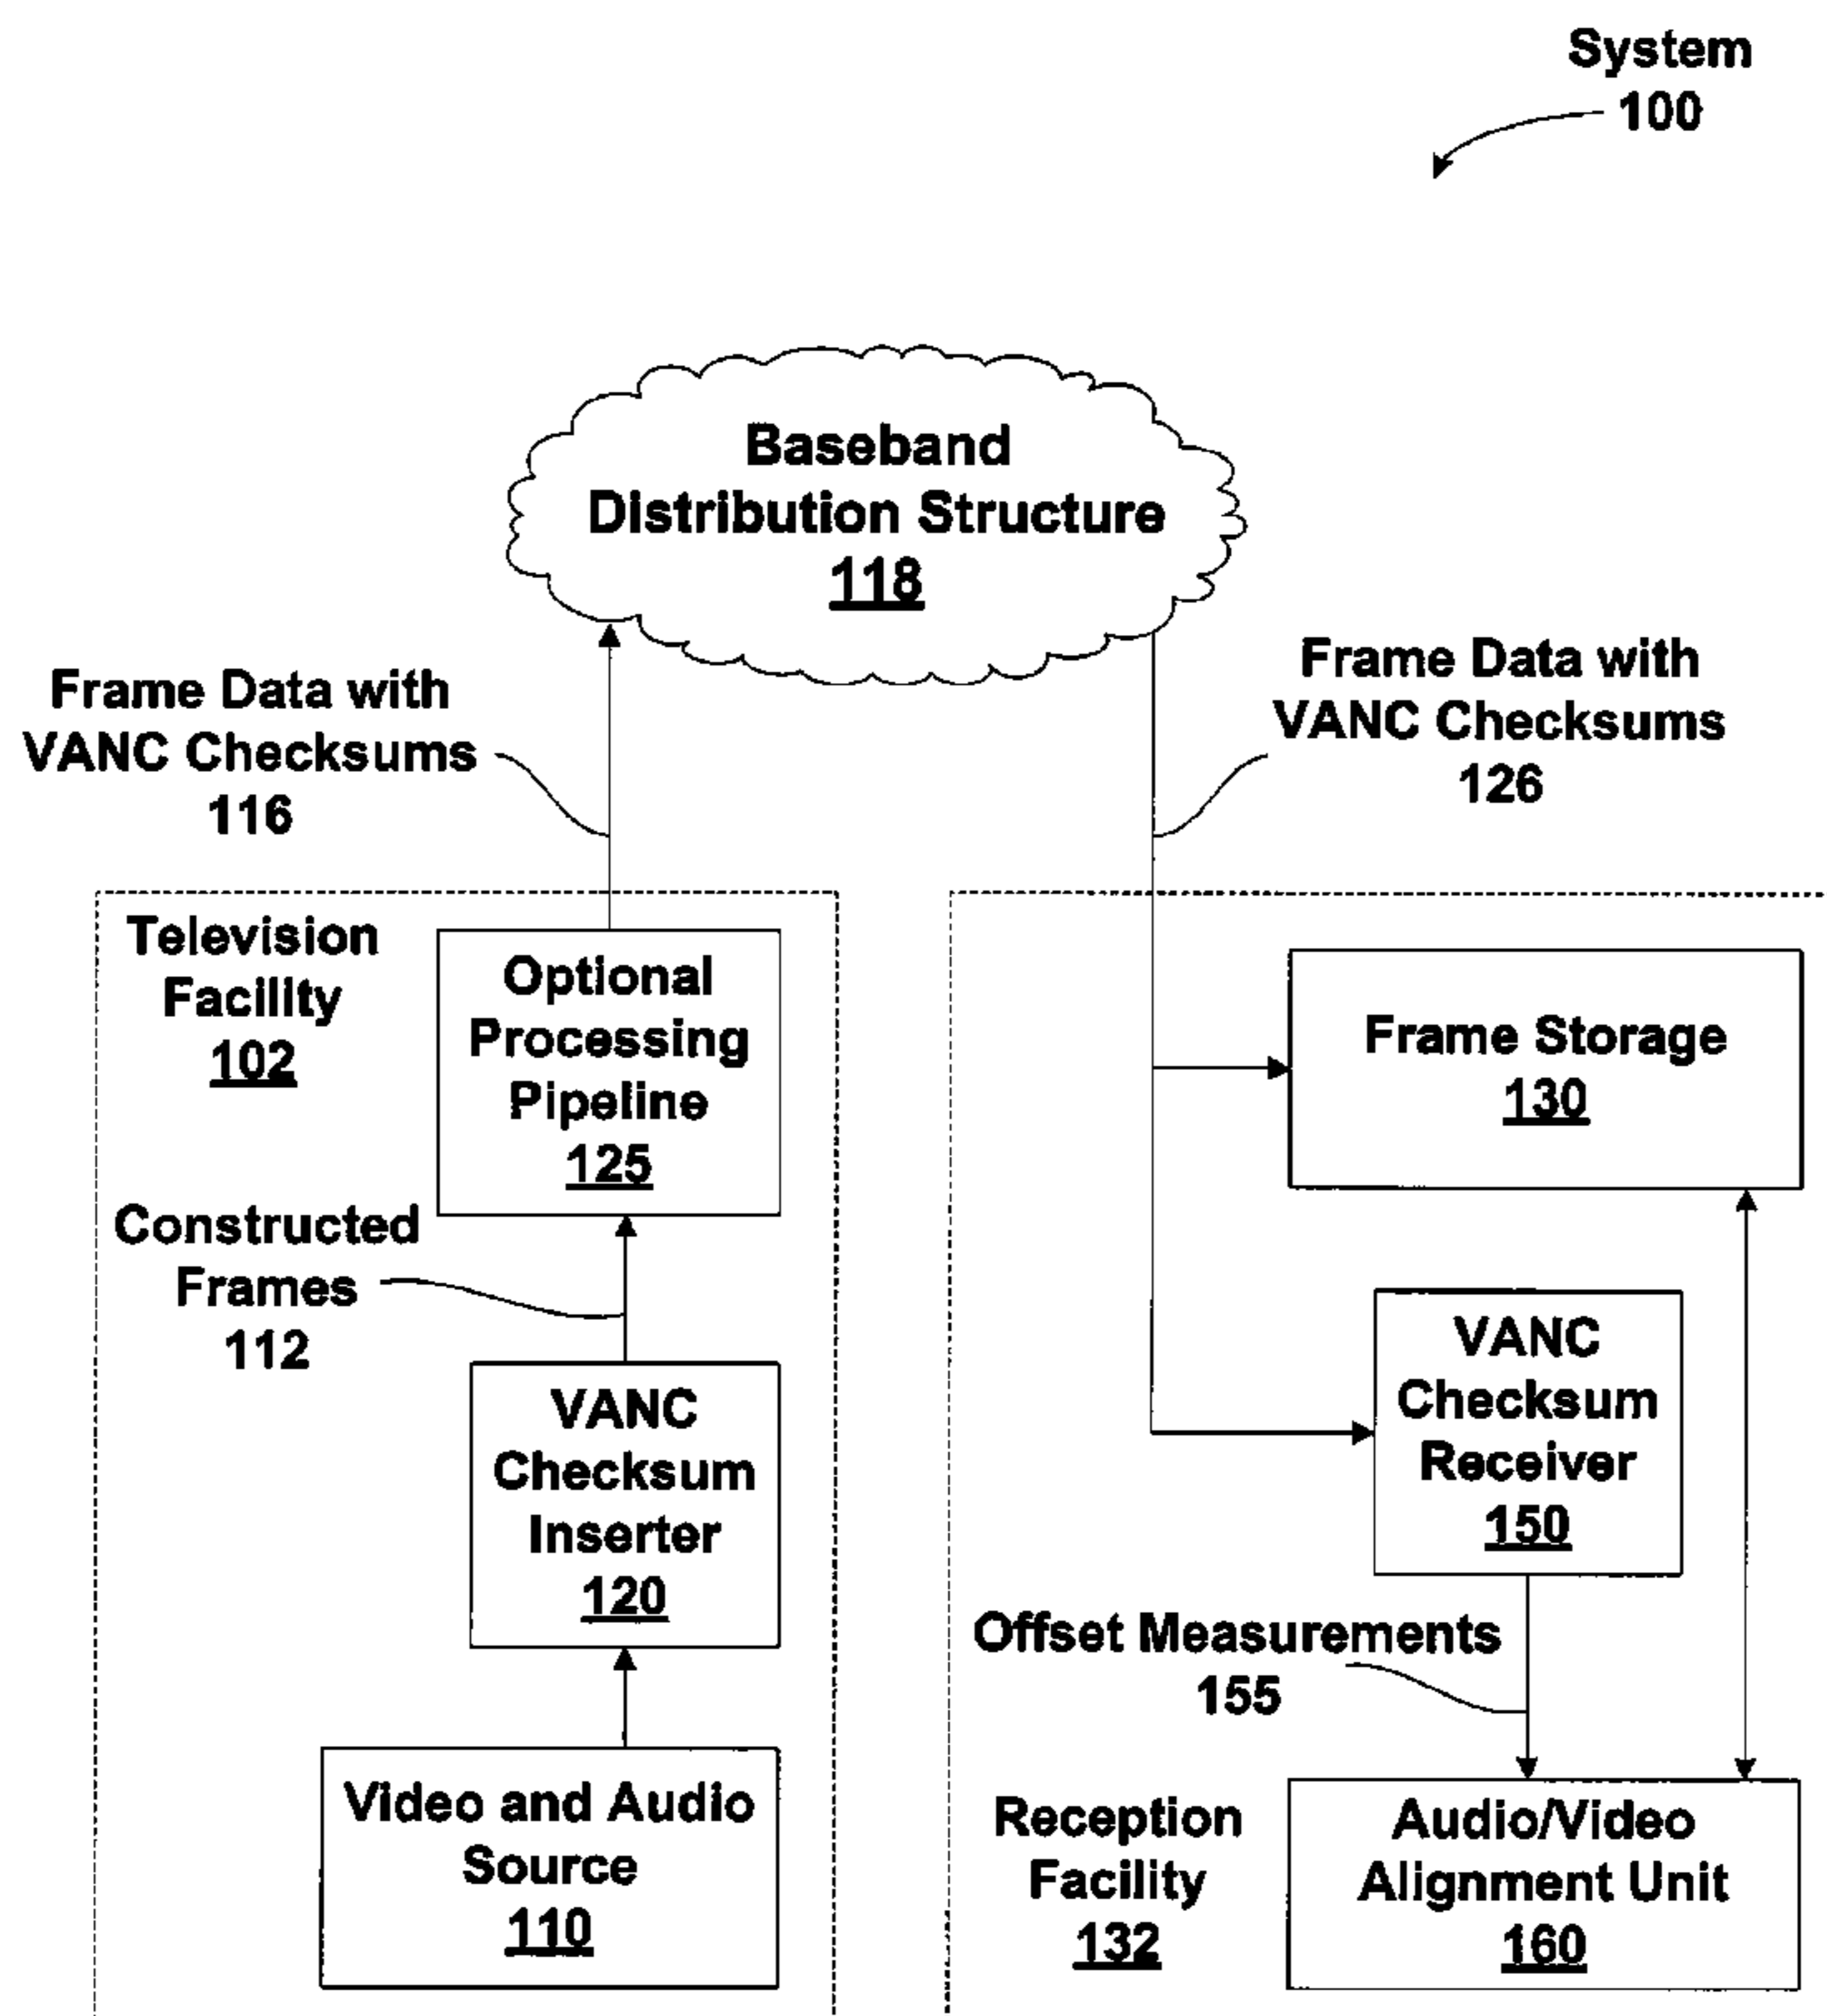 System
100
Baseband
Distribution Structure
118
Frame Data with
VANC Checksums
116
Frame Data with
VANC Checksums
126
Television
Facility
102
Optional
Processing
Pipeline
125
Constructed
Frames
112
VANC
Checksum
Inserter
120
Video and Audio
Source
110
Frame Storage
130
VANC
Checksum
Receiver
150
Offset Measurements
155
Reception
Facility
132
Audio/Video
Alignment Unit
160